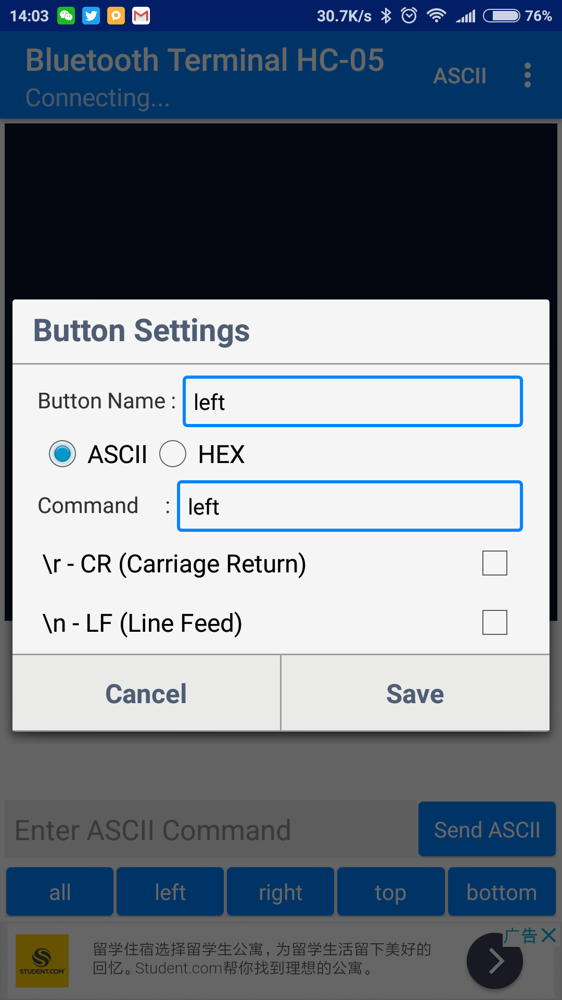 14:03 30.7K/s 76%
Bluetooth Terminal HC-05
ASCII
Connecting...
Button Settings
Button Name : left
ASCII HEX
Command : left
\r - CR (Carriage Return)
\n - LF (Line Feed)
Cancel Save
Enter ASCII Command Send ASCII
all left right top bottom
广告
留学住宿选择留学生公寓，为留学生活留下美好的
回忆。Student.com帮你找到理想的公寓。
STUDENT.COM